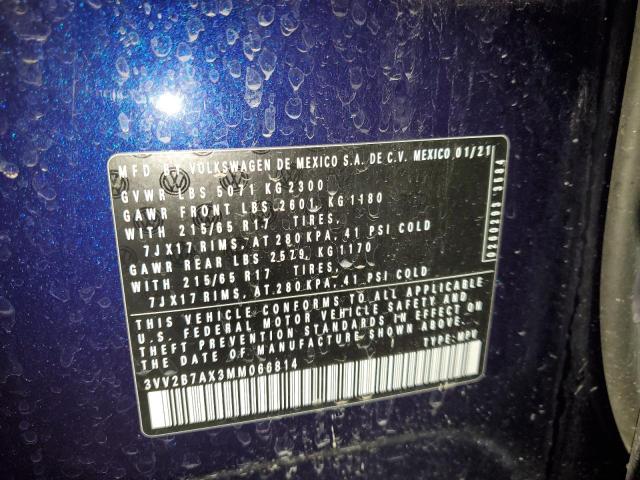 MFD BY VOLKSWAGEN DE MEXICO S.A. DE C.V. MEXICO 01/21
GVWR LBS 5071 KG 2300
GAWR FRONT LBS 2601 KG 1180
WITH 215/65 R17 TIRES,
7JX17 RIMS, AT 280 KPA, 41 PSI COLD
GAWR REAR LBS 2579 KG 1170
WITH 215/65 R17 TIRES,
7JX17 RIMS, AT 280 KPA, 41 PSI COLD
THIS VEHICLE CONFORMS TO ALL APPLICABLE
U.S. FEDERAL MOTOR VEHICLE SAFETY AND
THEFT PREVENTION STANDARDS IN EFFECT ON
THE DATE OF MANUFACTURE SHOWN ABOVE.
TYPE: MPV
3VV2B7AX3MM066814